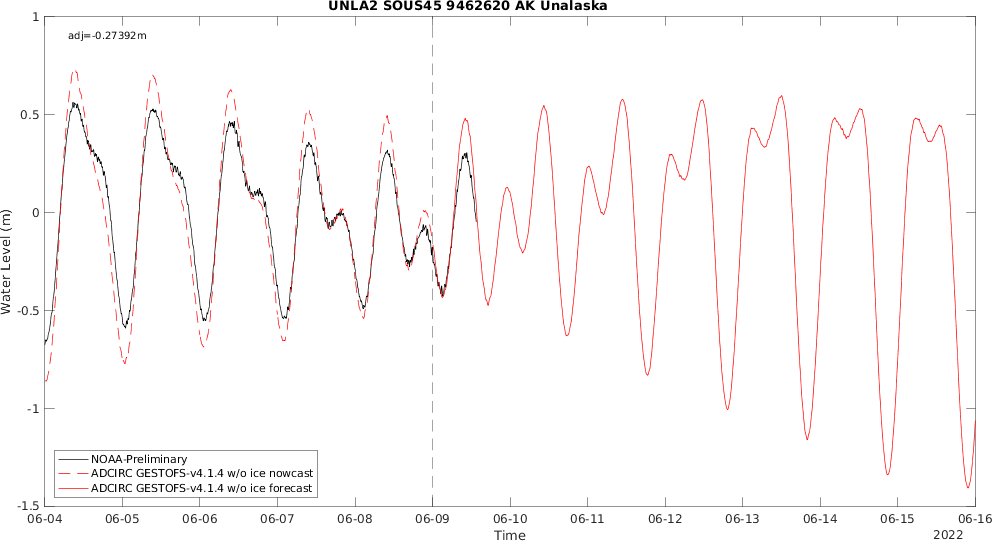 UNLA2 SOUS45 9462620 AK Unalaska
adj=-0.27392m
1
0.5
0
-0.5
-1
-1.5
Water Level (m)
NOAA-Preliminary
ADCIRC GESTOFS-v4.1.4 w/o ice nowcast
ADCIRC GESTOFS-v4.1.4 w/o ice forecast
06-04 06-05 06-06 06-07 06-08 06-09 06-10 06-11 06-12 06-13 06-14 06-15 06-16
Time
2022